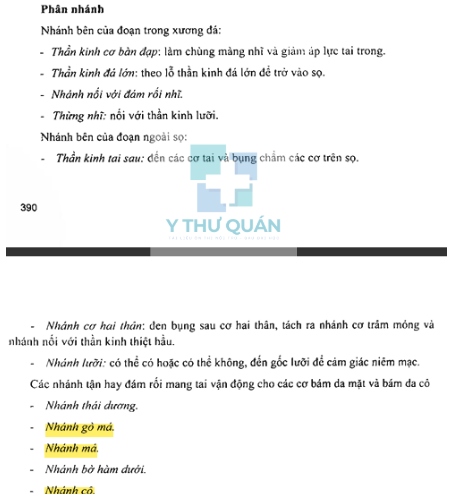 Phân nhánh
Nhánh bên của đoạn trong xương đá:
- Thần kinh cơ bàn đạp: làm chùng màng nhĩ và giảm áp lực tai trong.
- Thần kinh đá lớn: theo lỗ thần kinh đá lớn để trở vào sọ.
- Nhánh nối với đám rối nhĩ.
- Thừng nhĩ: nối với thần kinh lưỡi.
Nhánh bên của đoạn ngoài sọ:
- Thần kinh tai sau: đến các cơ tai và bụng chẩm các cơ trên sọ.
Y THƯ QUÁN
390
- Nhánh cơ hai thân: đen bụng sau cơ hai thân, tách ra nhánh cơ trâm móng và
nhánh nối với thần kinh thiệt hầu.
- Nhánh lưỡi: có thể có hoặc có thể không, đến gốc lưỡi để cảm giác niêm mạc.
Các nhánh tận hay đám rối mang tai vận động cho các cơ bám da mặt và bám da cổ
- Nhánh thái dương.
- Nhánh gò má.
- Nhánh má.
- Nhánh bờ hàm dưới.
- Nhánh cổ.